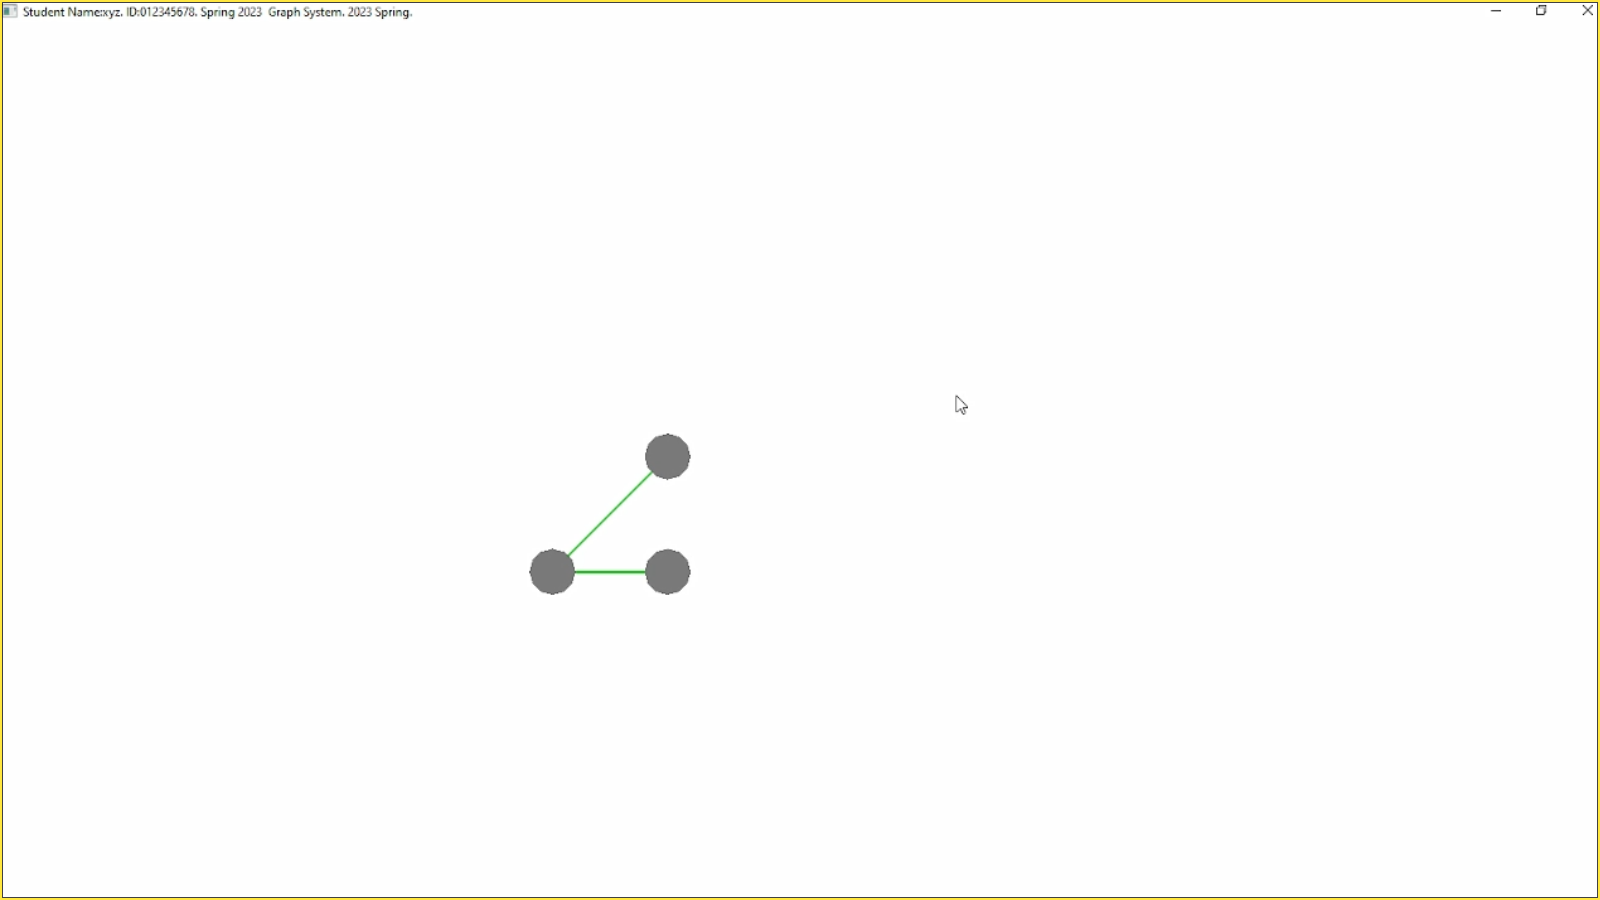 Student Name:xyz. ID:012345678. Spring 2023  Graph System. 2023 Spring.